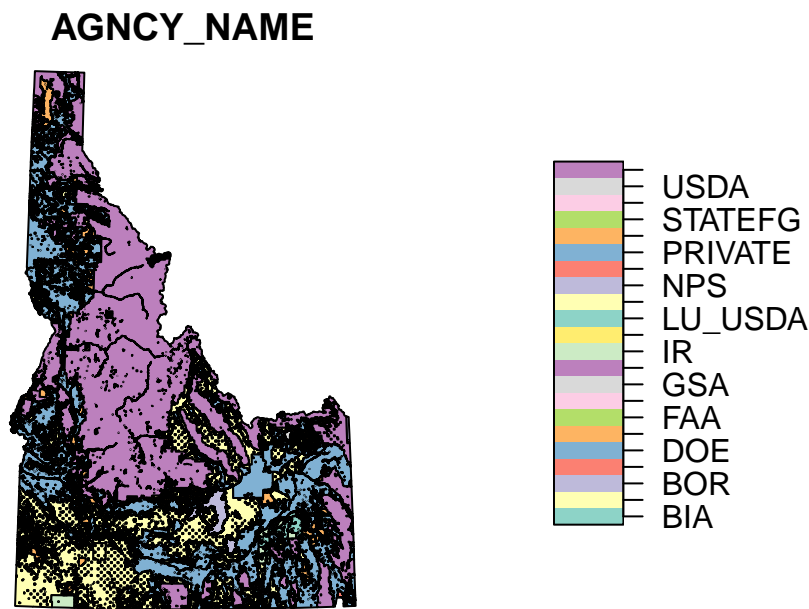 AGNCY_NAME
USDA
STATEFG
PRIVATE
NPS
LU_USDA
IR
GSA
FAA
DOE
BOR
BIA